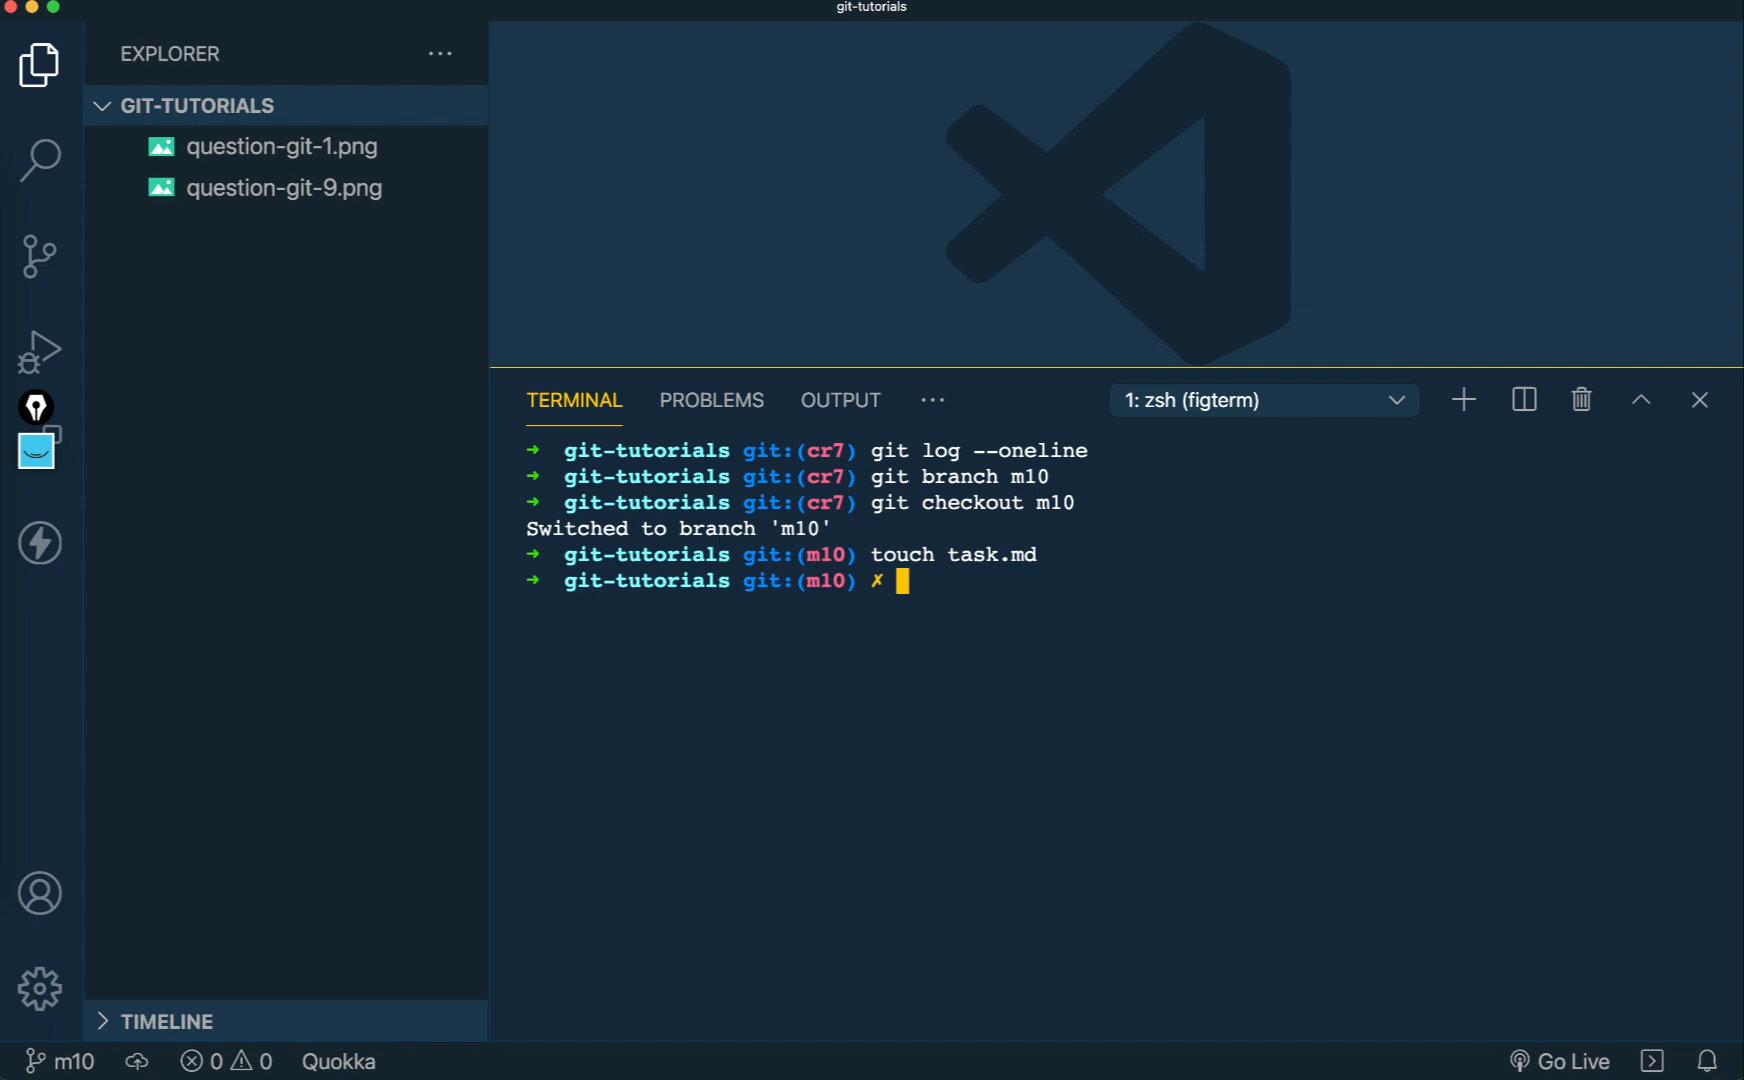 git-tutorials
EXPLORER
GIT-TUTORIALS
question-git-1.png
question-git-9.png
TERMINAL PROBLEMS OUTPUT ··· 1: zsh (figterm)
➜ git-tutorials git:(cr7) git log --oneline
➜ git-tutorials git:(cr7) git branch m10
➜ git-tutorials git:(cr7) git checkout m10
Switched to branch 'm10'
➜ git-tutorials git:(m10) touch task.md
➜ git-tutorials git:(m10) ✗
TIMELINE
m10 0 0 Quokka Go Live